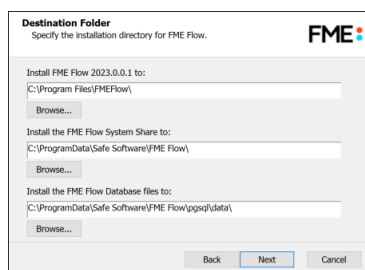 Destination Folder
Specify the installation directory for FME Flow.
FME
Install FME Flow 2023.0.0.1 to:
C:\Program Files\FMEFlow\
Browse...
Install the FME Flow System Share to:
C:\ProgramData\Safe Software\FME Flow\
Browse...
Install the FME Flow Database files to:
C:\ProgramData\Safe Software\FME Flow\pgsql\data\
Browse...
Back Next Cancel